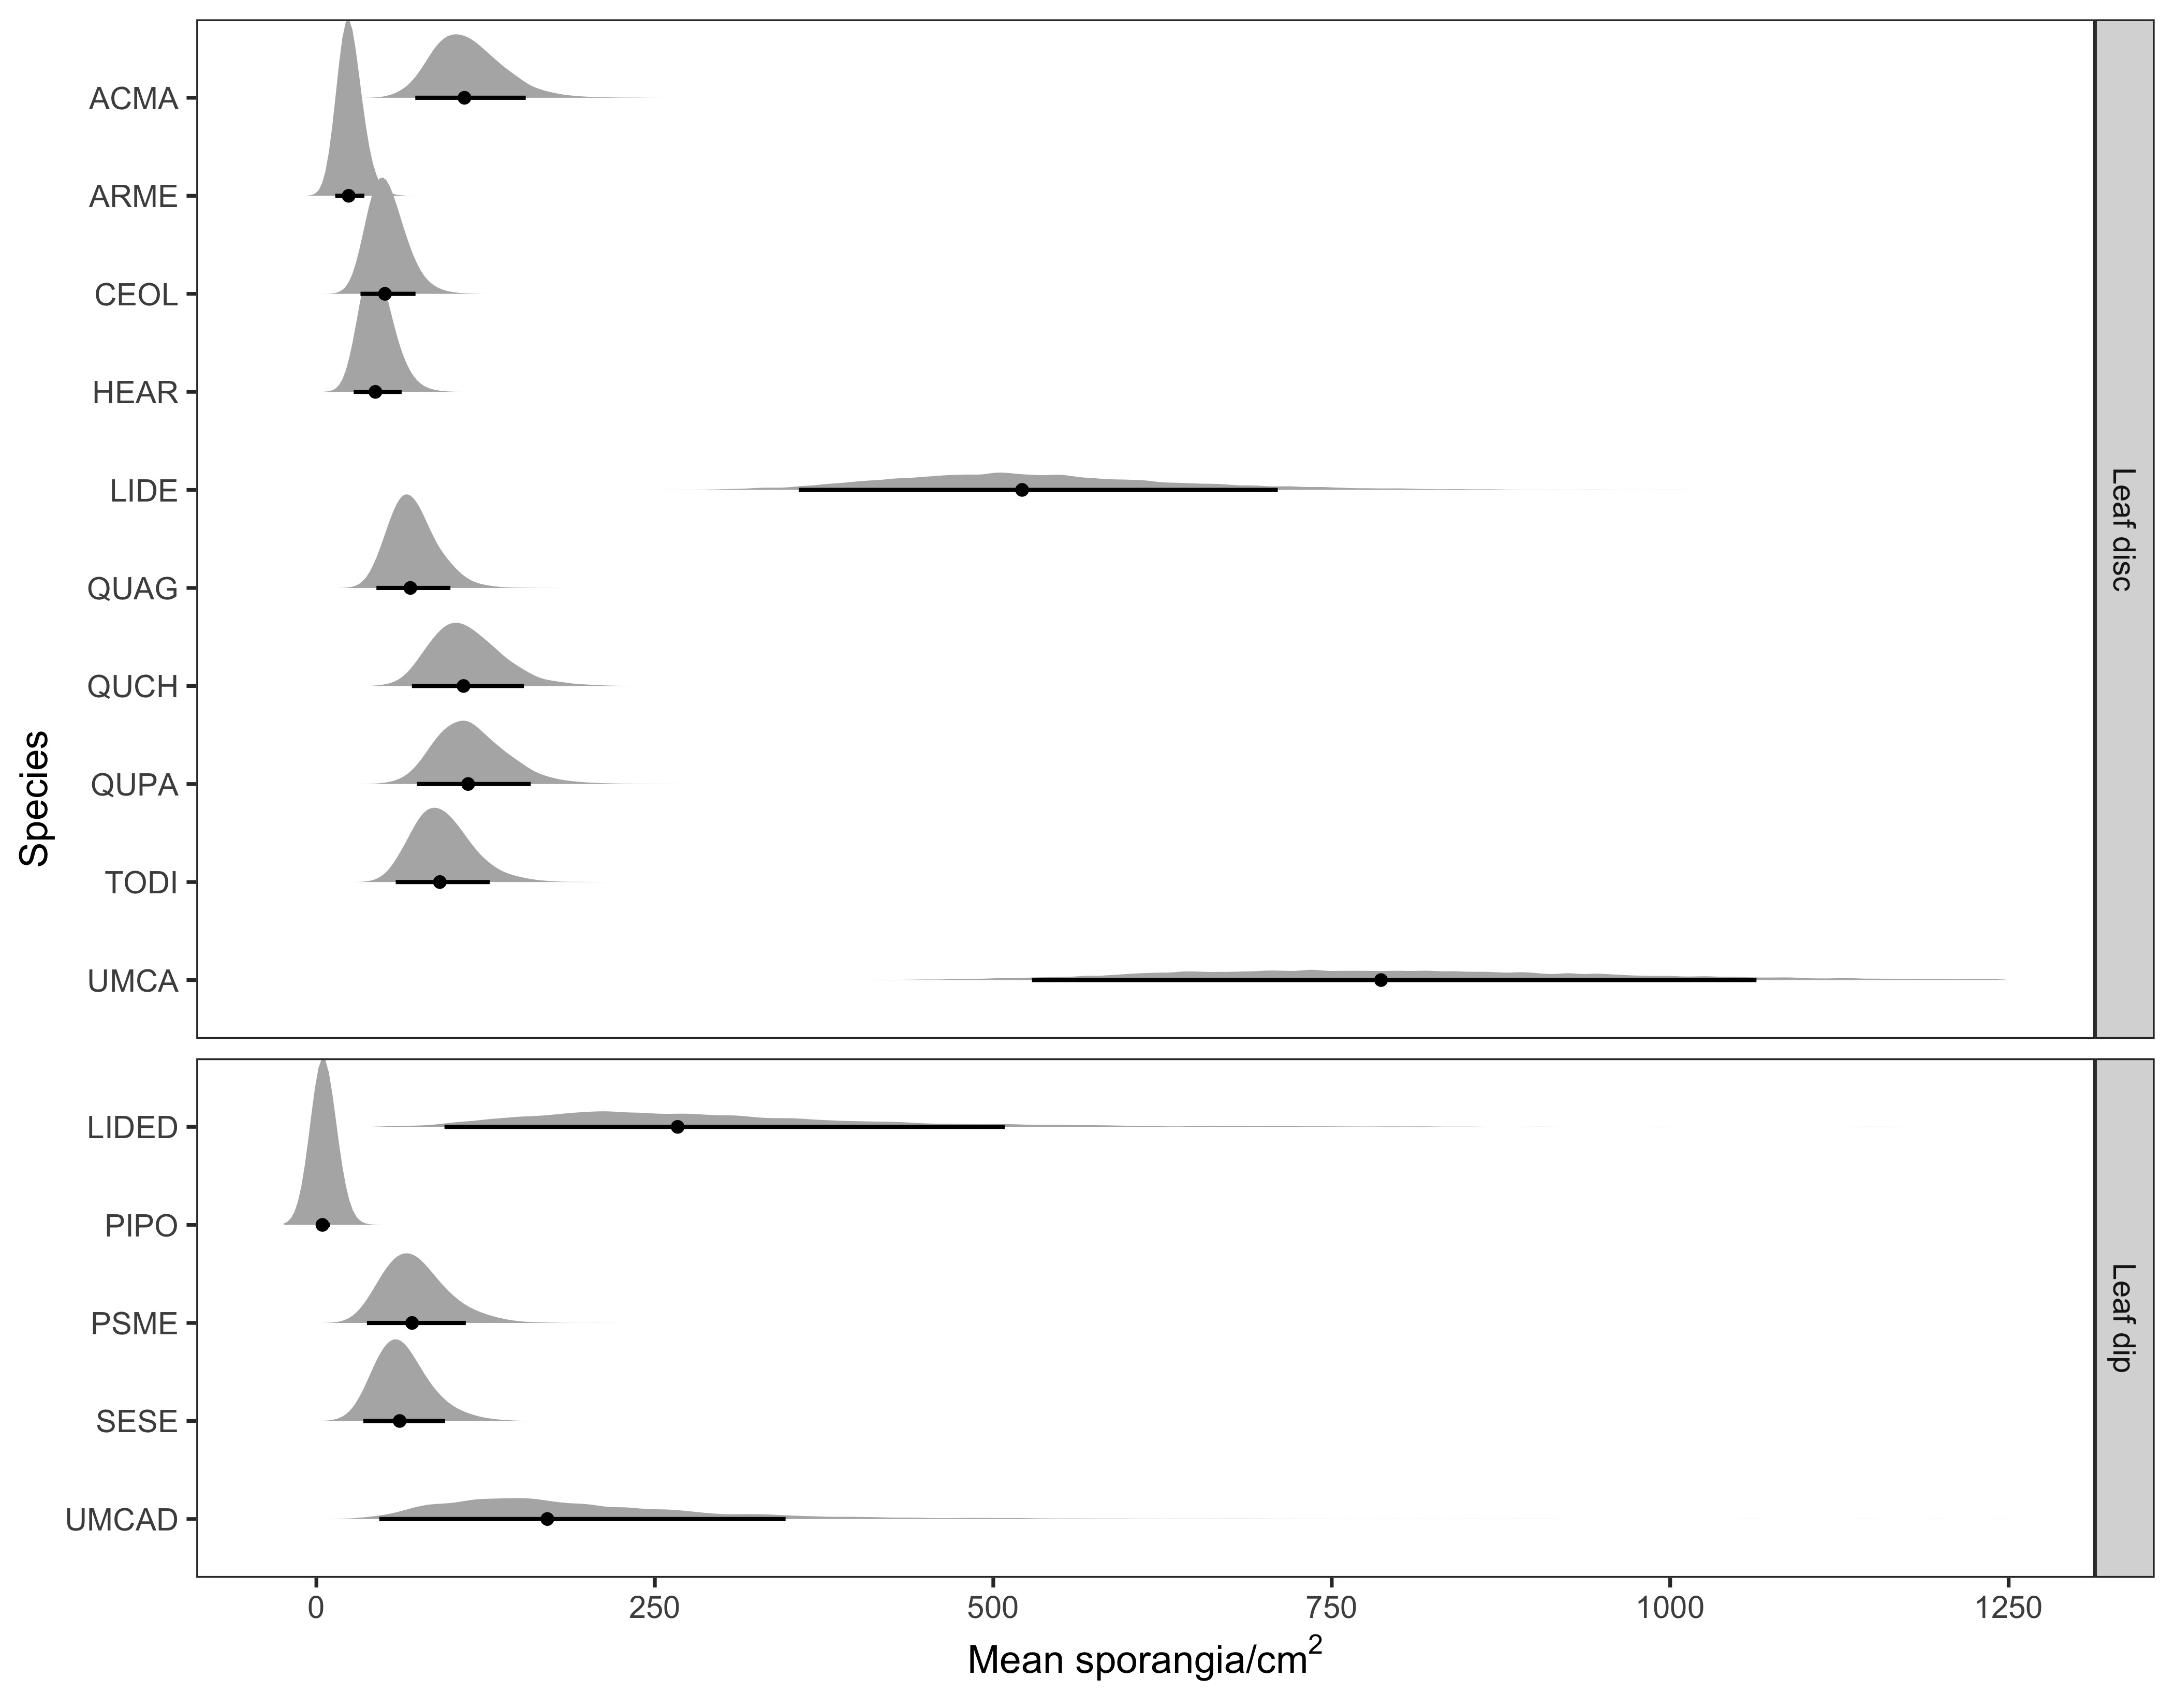 ACMA
ARME
CEOL
HEAR
LIDE
QUAG
QUCH
QUPA
TODI
UMCA
Leaf disc
LIDED
PIPO
PSME
SESE
UMCAD
Leaf dip
Species
0 250 500 750 1000 1250
Mean sporangia/cm²